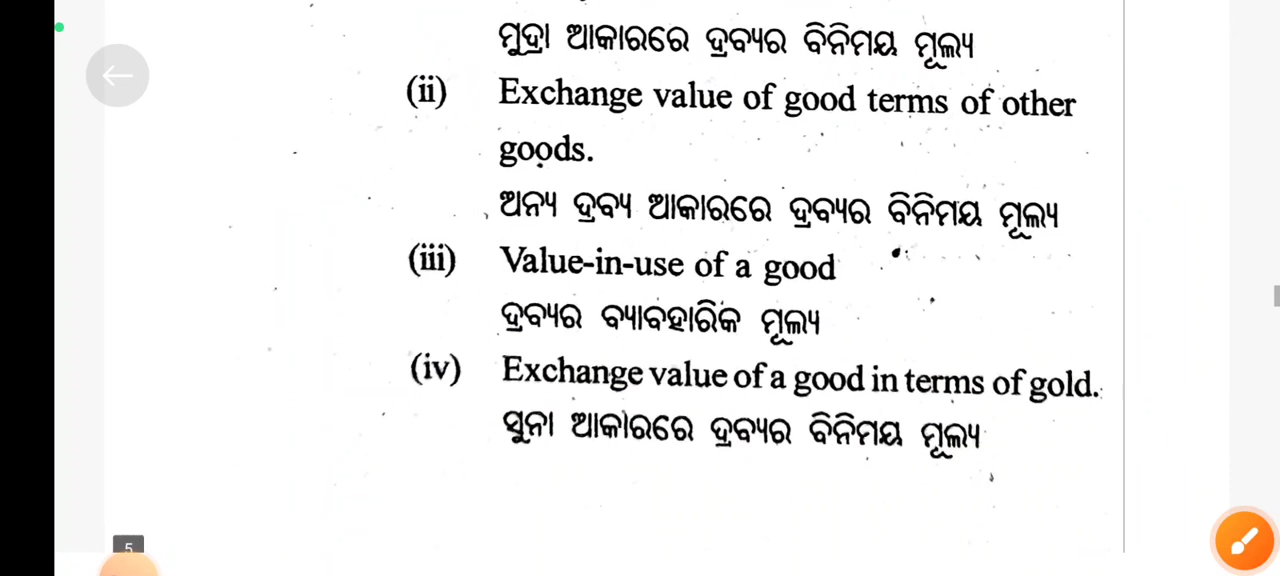 ମୁଦ୍ରା ଆକାରରେ ଦ୍ରବ୍ୟର ବିନିମୟ ମୂଲ୍ୟ
(ii) Exchange value of good terms of other
goods.
ଅନ୍ୟ ଦ୍ରବ୍ୟ ଆକାରରେ ଦ୍ରବ୍ୟର ବିନିମୟ ମୂଲ୍ୟ
(iii) Value-in-use of a good
ଦ୍ରବ୍ୟର ବ୍ୟାବହାରିକ ମୂଲ୍ୟ
(iv) Exchange value of a good in terms of gold.
ସୁନା ଆକାରରେ ଦ୍ରବ୍ୟର ବିନିମୟ ମୂଲ୍ୟ
5